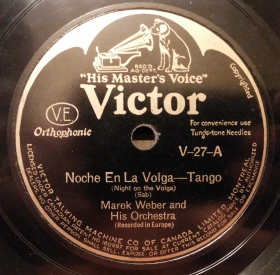 REG'D
"His Master's Voice"
Victor
VE
Orthophonic
For convenience use
Tungs-tone Needles
V-27-A
Noche En La Volga—Tango
(Night on the Volga)
(Sab)
Marek Weber and
His Orchestra
(Recorded in Europe)
VICTOR TALKING MACHINE CO OF CANADA, LIMITED, MONTREAL